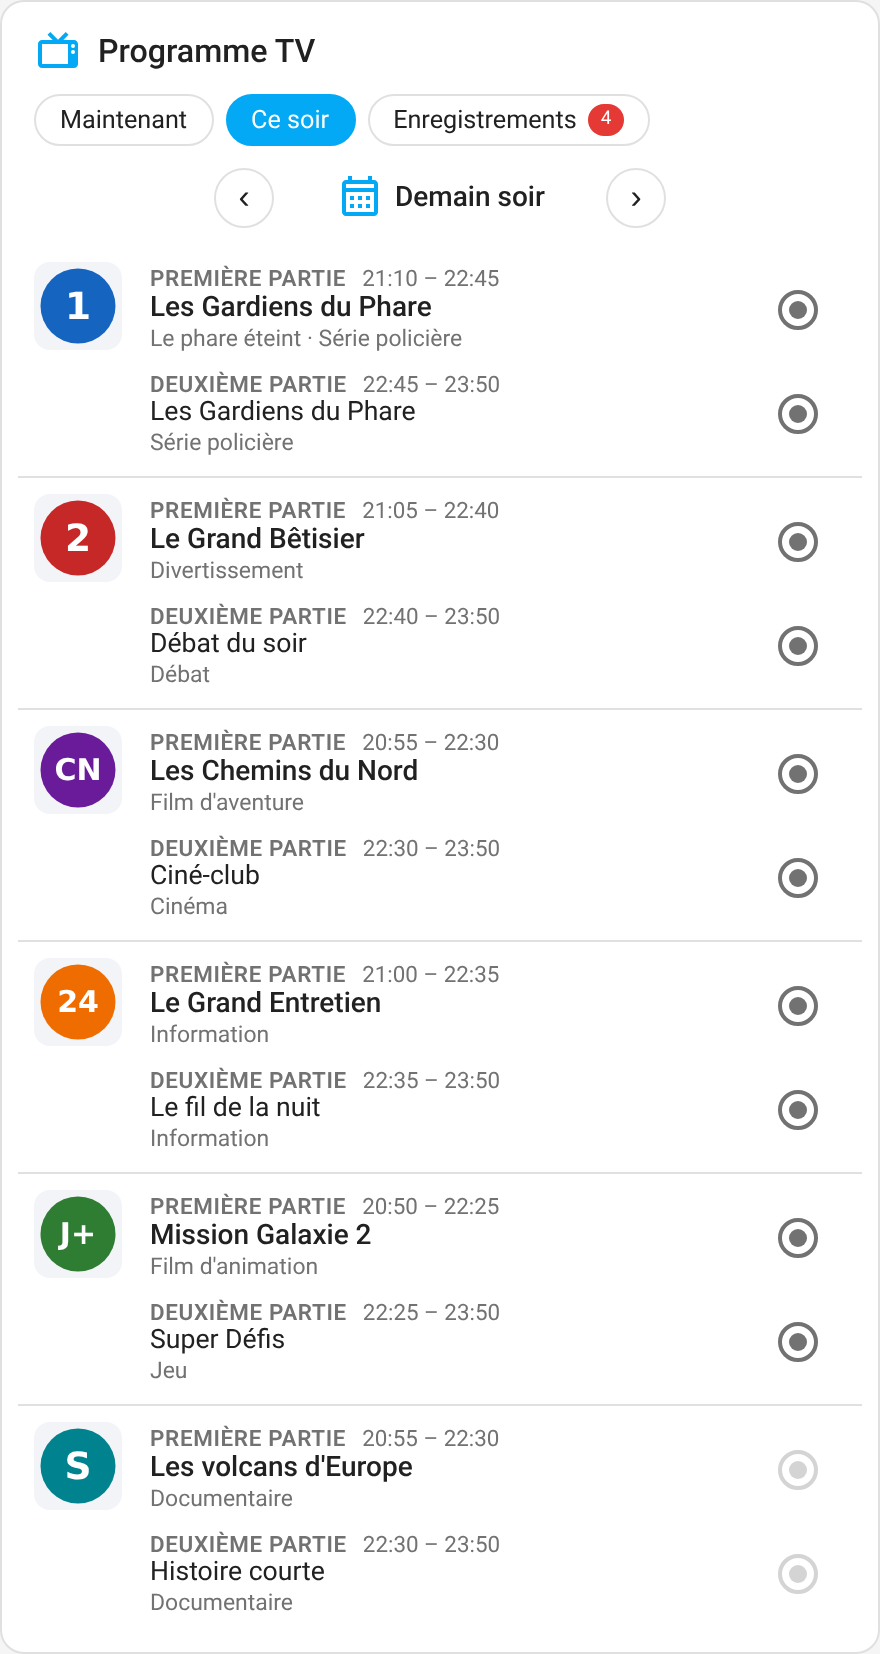 Programme TV
Maintenant
Ce soir
Enregistrements 4
‹ Demain soir ›
1
PREMIÈRE PARTIE 21:10 – 22:45
Les Gardiens du Phare
Le phare éteint · Série policière
DEUXIÈME PARTIE 22:45 – 23:50
Les Gardiens du Phare
Série policière
2
PREMIÈRE PARTIE 21:05 – 22:40
Le Grand Bêtisier
Divertissement
DEUXIÈME PARTIE 22:40 – 23:50
Débat du soir
Débat
CN
PREMIÈRE PARTIE 20:55 – 22:30
Les Chemins du Nord
Film d'aventure
DEUXIÈME PARTIE 22:30 – 23:50
Ciné-club
Cinéma
24
PREMIÈRE PARTIE 21:00 – 22:35
Le Grand Entretien
Information
DEUXIÈME PARTIE 22:35 – 23:50
Le fil de la nuit
Information
J+
PREMIÈRE PARTIE 20:50 – 22:25
Mission Galaxie 2
Film d'animation
DEUXIÈME PARTIE 22:25 – 23:50
Super Défis
Jeu
S
PREMIÈRE PARTIE 20:55 – 22:30
Les volcans d'Europe
Documentaire
DEUXIÈME PARTIE 22:30 – 23:50
Histoire courte
Documentaire